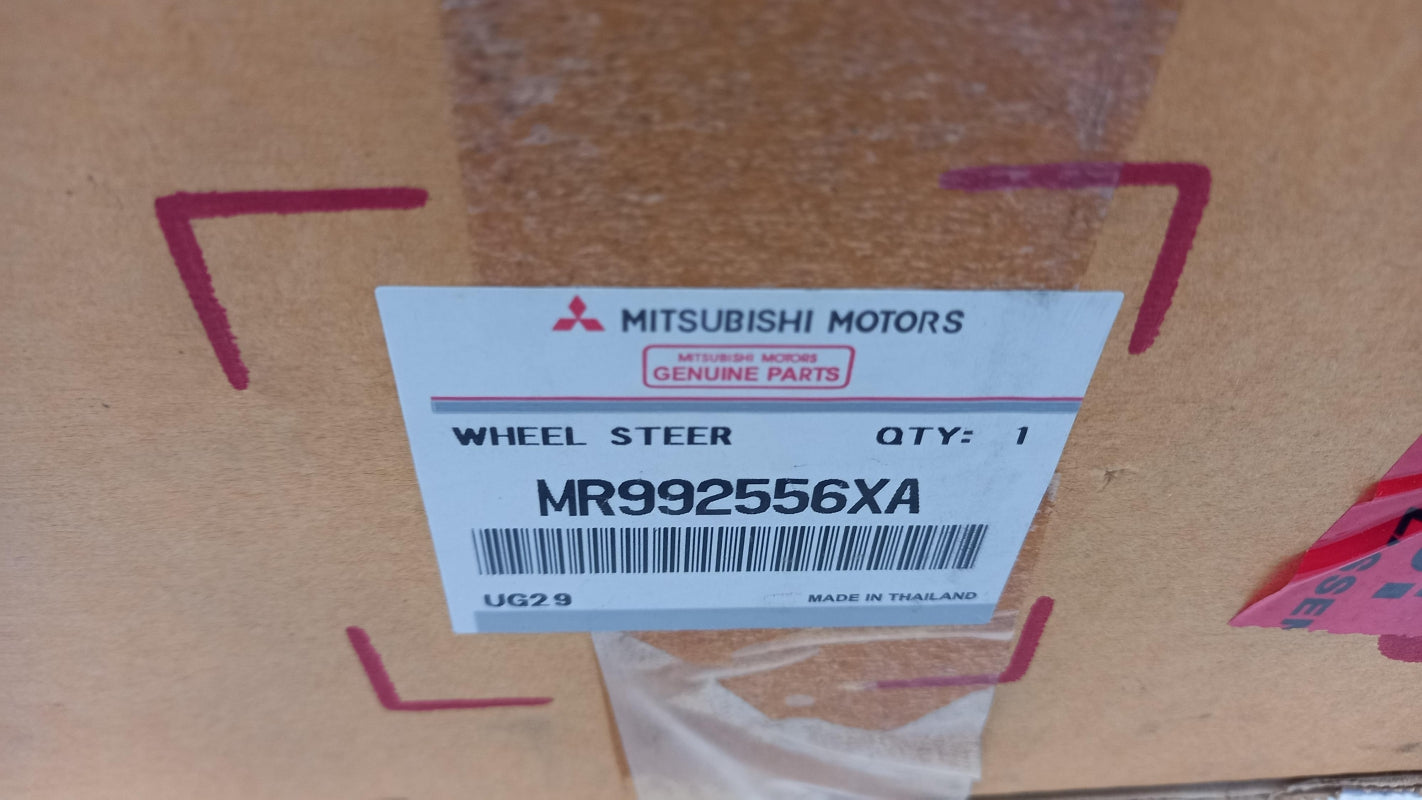 MITSUBISHI MOTORS
MITSUBISHI MOTORS
GENUINE PARTS
WHEEL STEER QTY: 1
MR992556XA
UG29 MADE IN THAILAND